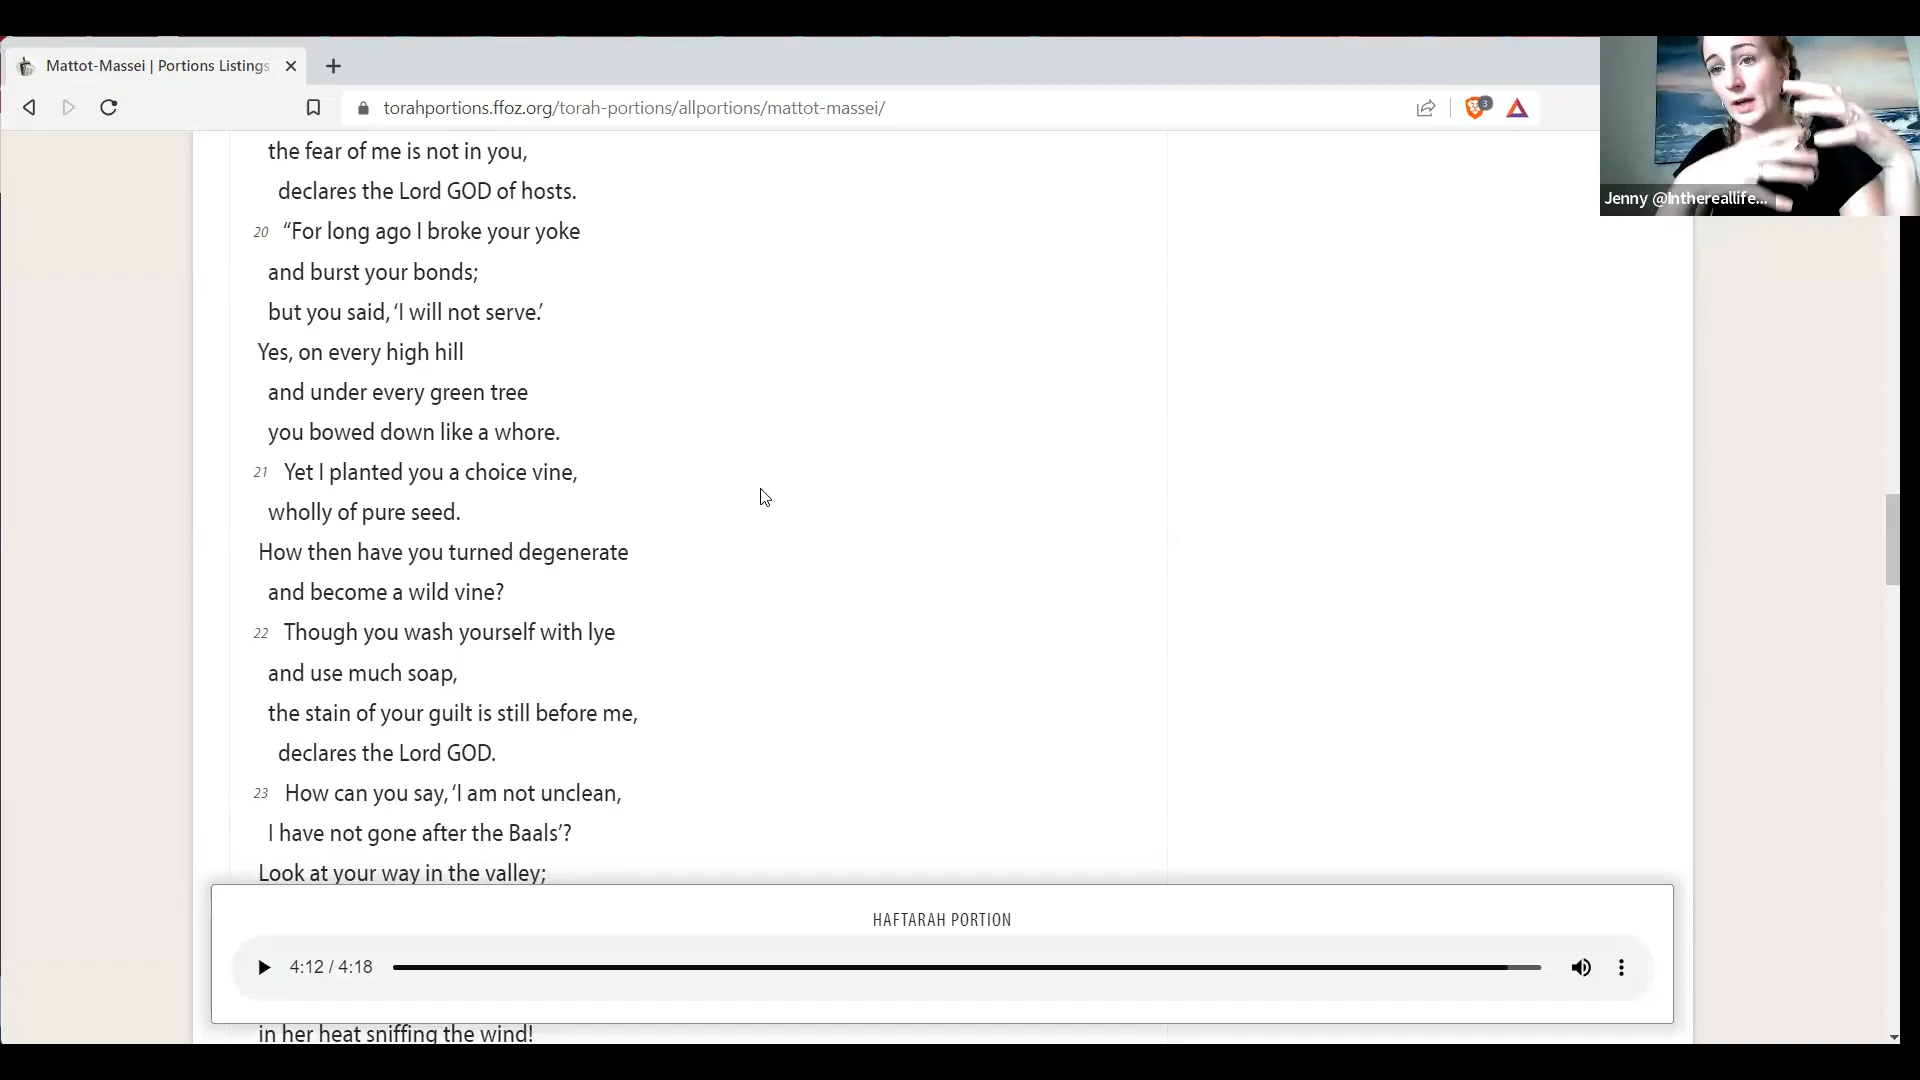 Mattot-Massei | Portions Listings
torahportions.ffoz.org/torah-portions/allportions/mattot-massei/
3
Jenny @Inthereallife...
the fear of me is not in you,
declares the Lord GOD of hosts.
20 “For long ago I broke your yoke
and burst your bonds;
but you said, ‘I will not serve.’
Yes, on every high hill
and under every green tree
you bowed down like a whore.
21 Yet I planted you a choice vine,
wholly of pure seed.
How then have you turned degenerate
and become a wild vine?
22 Though you wash yourself with lye
and use much soap,
the stain of your guilt is still before me,
declares the Lord GOD.
23 How can you say, ‘I am not unclean,
I have not gone after the Baals’?
Look at your way in the valley;
HAFTARAH PORTION
4:12 / 4:18
in her heat sniffing the wind!